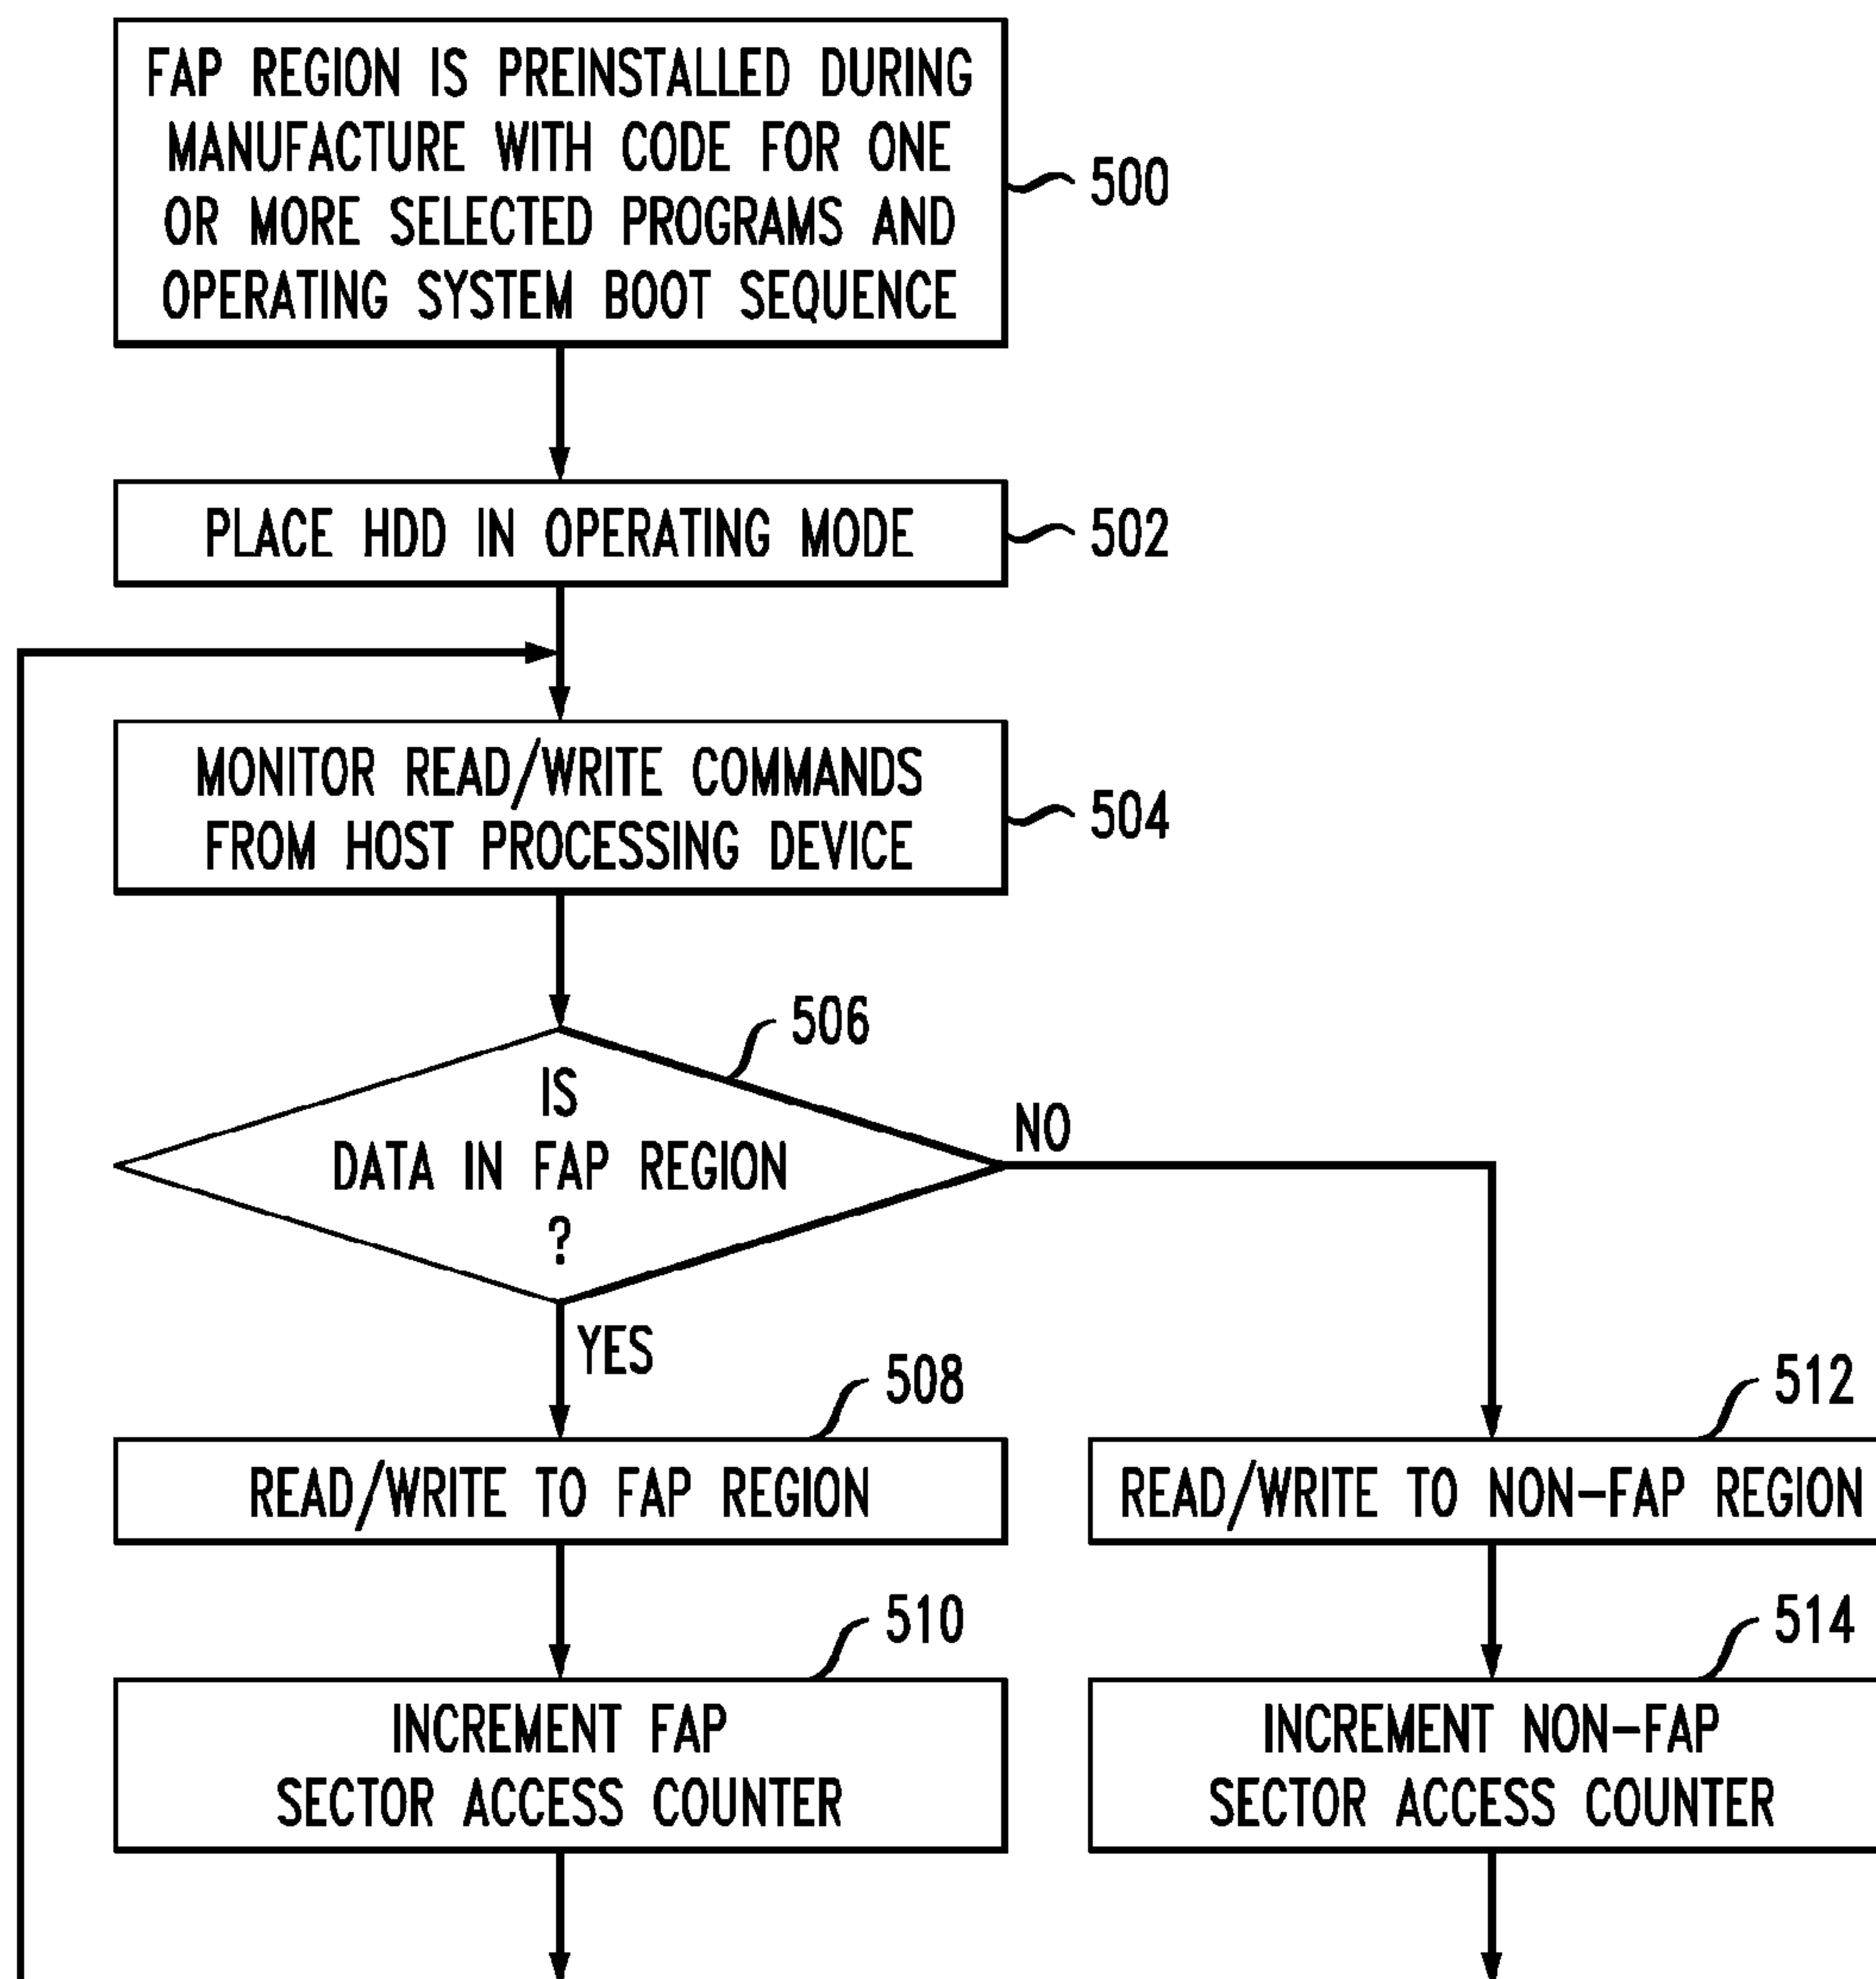 FAP REGION IS PREINSTALLED DURING
MANUFACTURE WITH CODE FOR ONE
OR MORE SELECTED PROGRAMS AND
OPERATING SYSTEM BOOT SEQUENCE
500
PLACE HDD IN OPERATING MODE
502
MONITOR READ/WRITE COMMANDS
FROM HOST PROCESSING DEVICE
504
506
IS
DATA IN FAP REGION
?
NO
YES
508
READ/WRITE TO FAP REGION
512
READ/WRITE TO NON-FAP REGION
510
INCREMENT FAP
SECTOR ACCESS COUNTER
514
INCREMENT NON-FAP
SECTOR ACCESS COUNTER